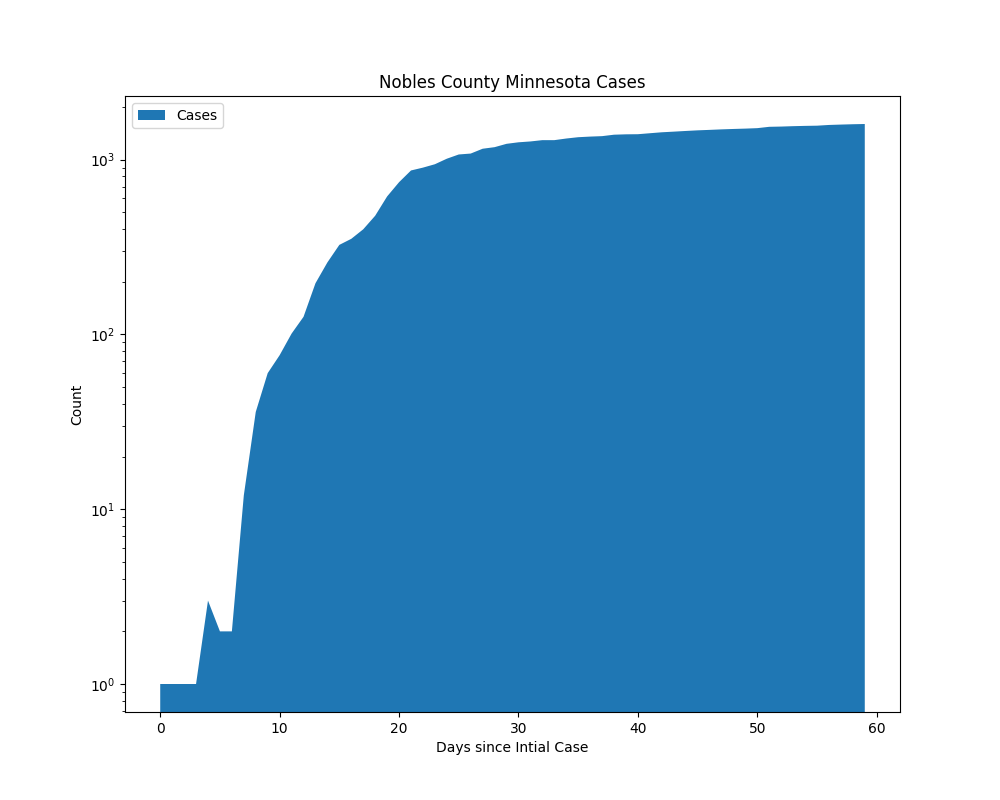 Nobles County Minnesota Cases
Cases
Count
10³
10²
10¹
10⁰
0 10 20 30 40 50 60
Days since Intial Case